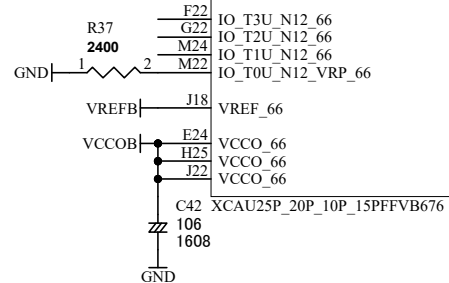 F22 IO_T3U_N12_66
G22 IO_T2U_N12_66
R37
2400
M24 IO_T1U_N12_66
GND 1 2 M22 IO_T0U_N12_VRP_66
VREFB J18 VREF_66
VCCOB E24 VCCO_66
H25 VCCO_66
J22 VCCO_66
C42 XCAU25P_20P_10P_15PFFVB676
106
1608
GND